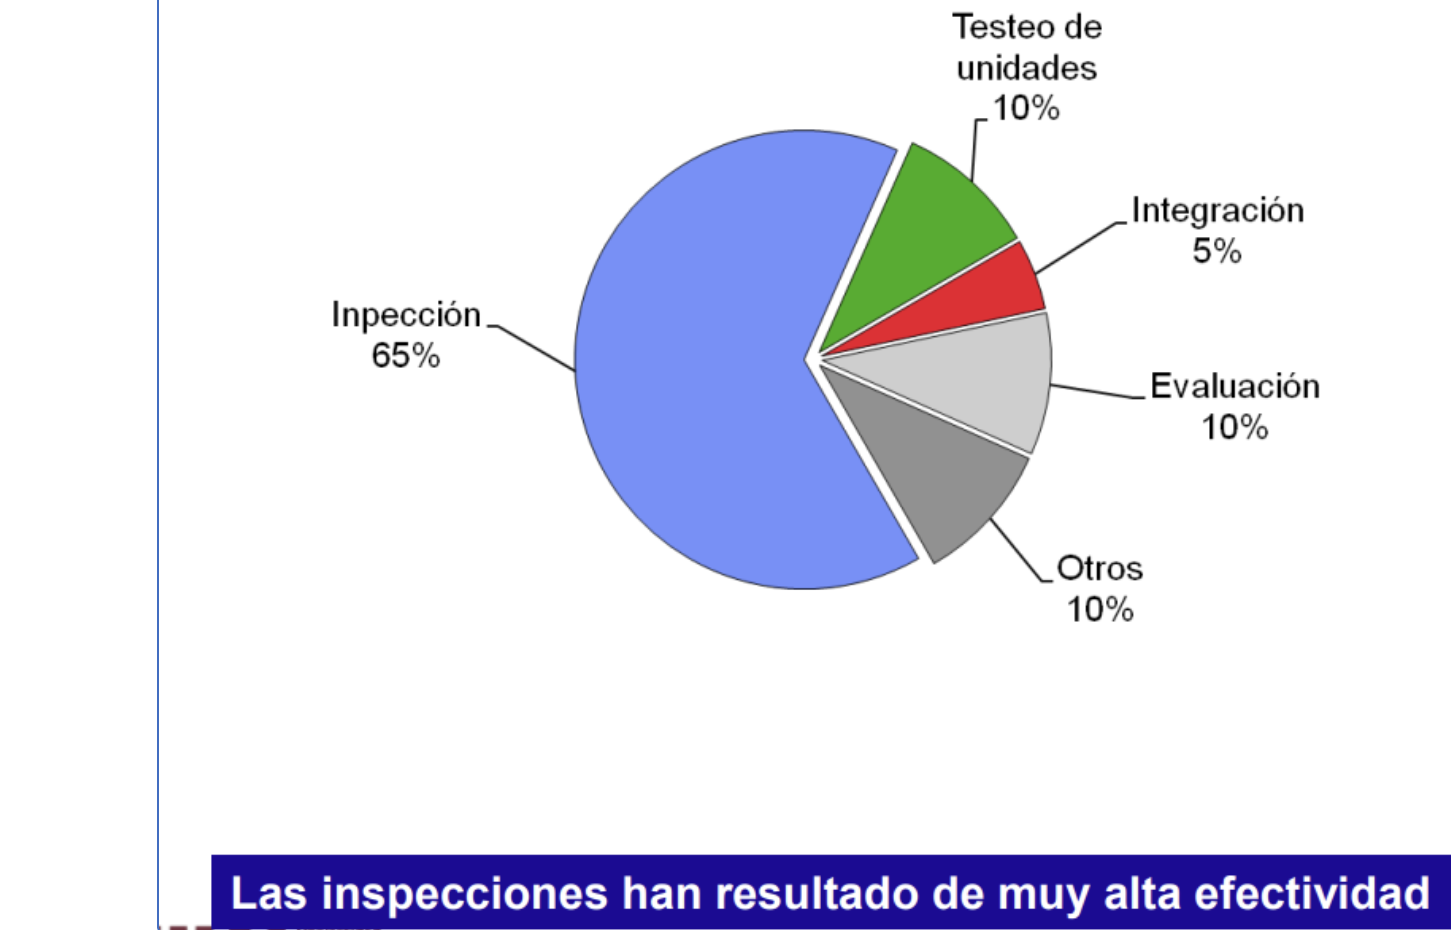 Testeo de
unidades
10%
Integración
5%
Inpección
65%
Evaluación
10%
Otros
10%
Las inspecciones han resultado de muy alta efectividad